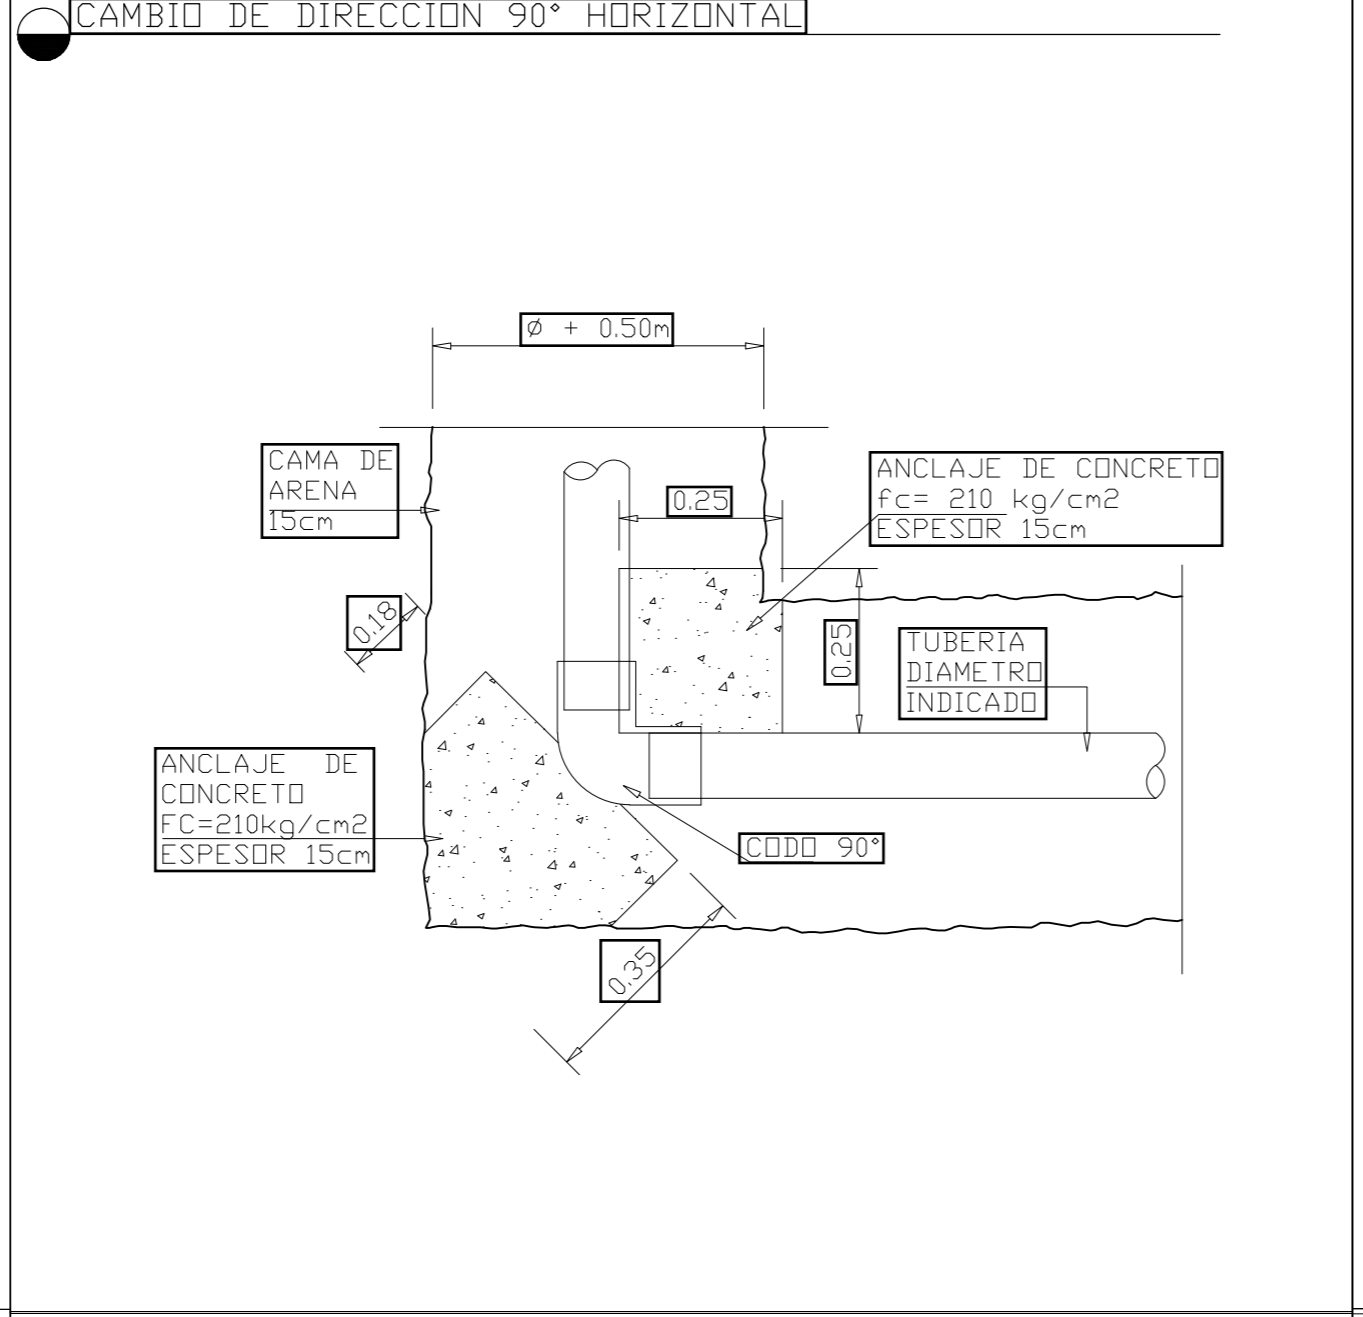 CAMBIO DE DIRECCION 90° HORIZONTAL
Ø + 0.50m
CAMA DE
ARENA
15cm
0.25
ANCLAJE DE CONCRETO
fc= 210 kg/cm2
ESPESOR 15cm
0.18
0.25
TUBERIA
DIAMETRO
INDICADO
ANCLAJE DE
CONCRETO
FC=210kg/cm2
ESPESOR 15cm
CODO 90°
0.35